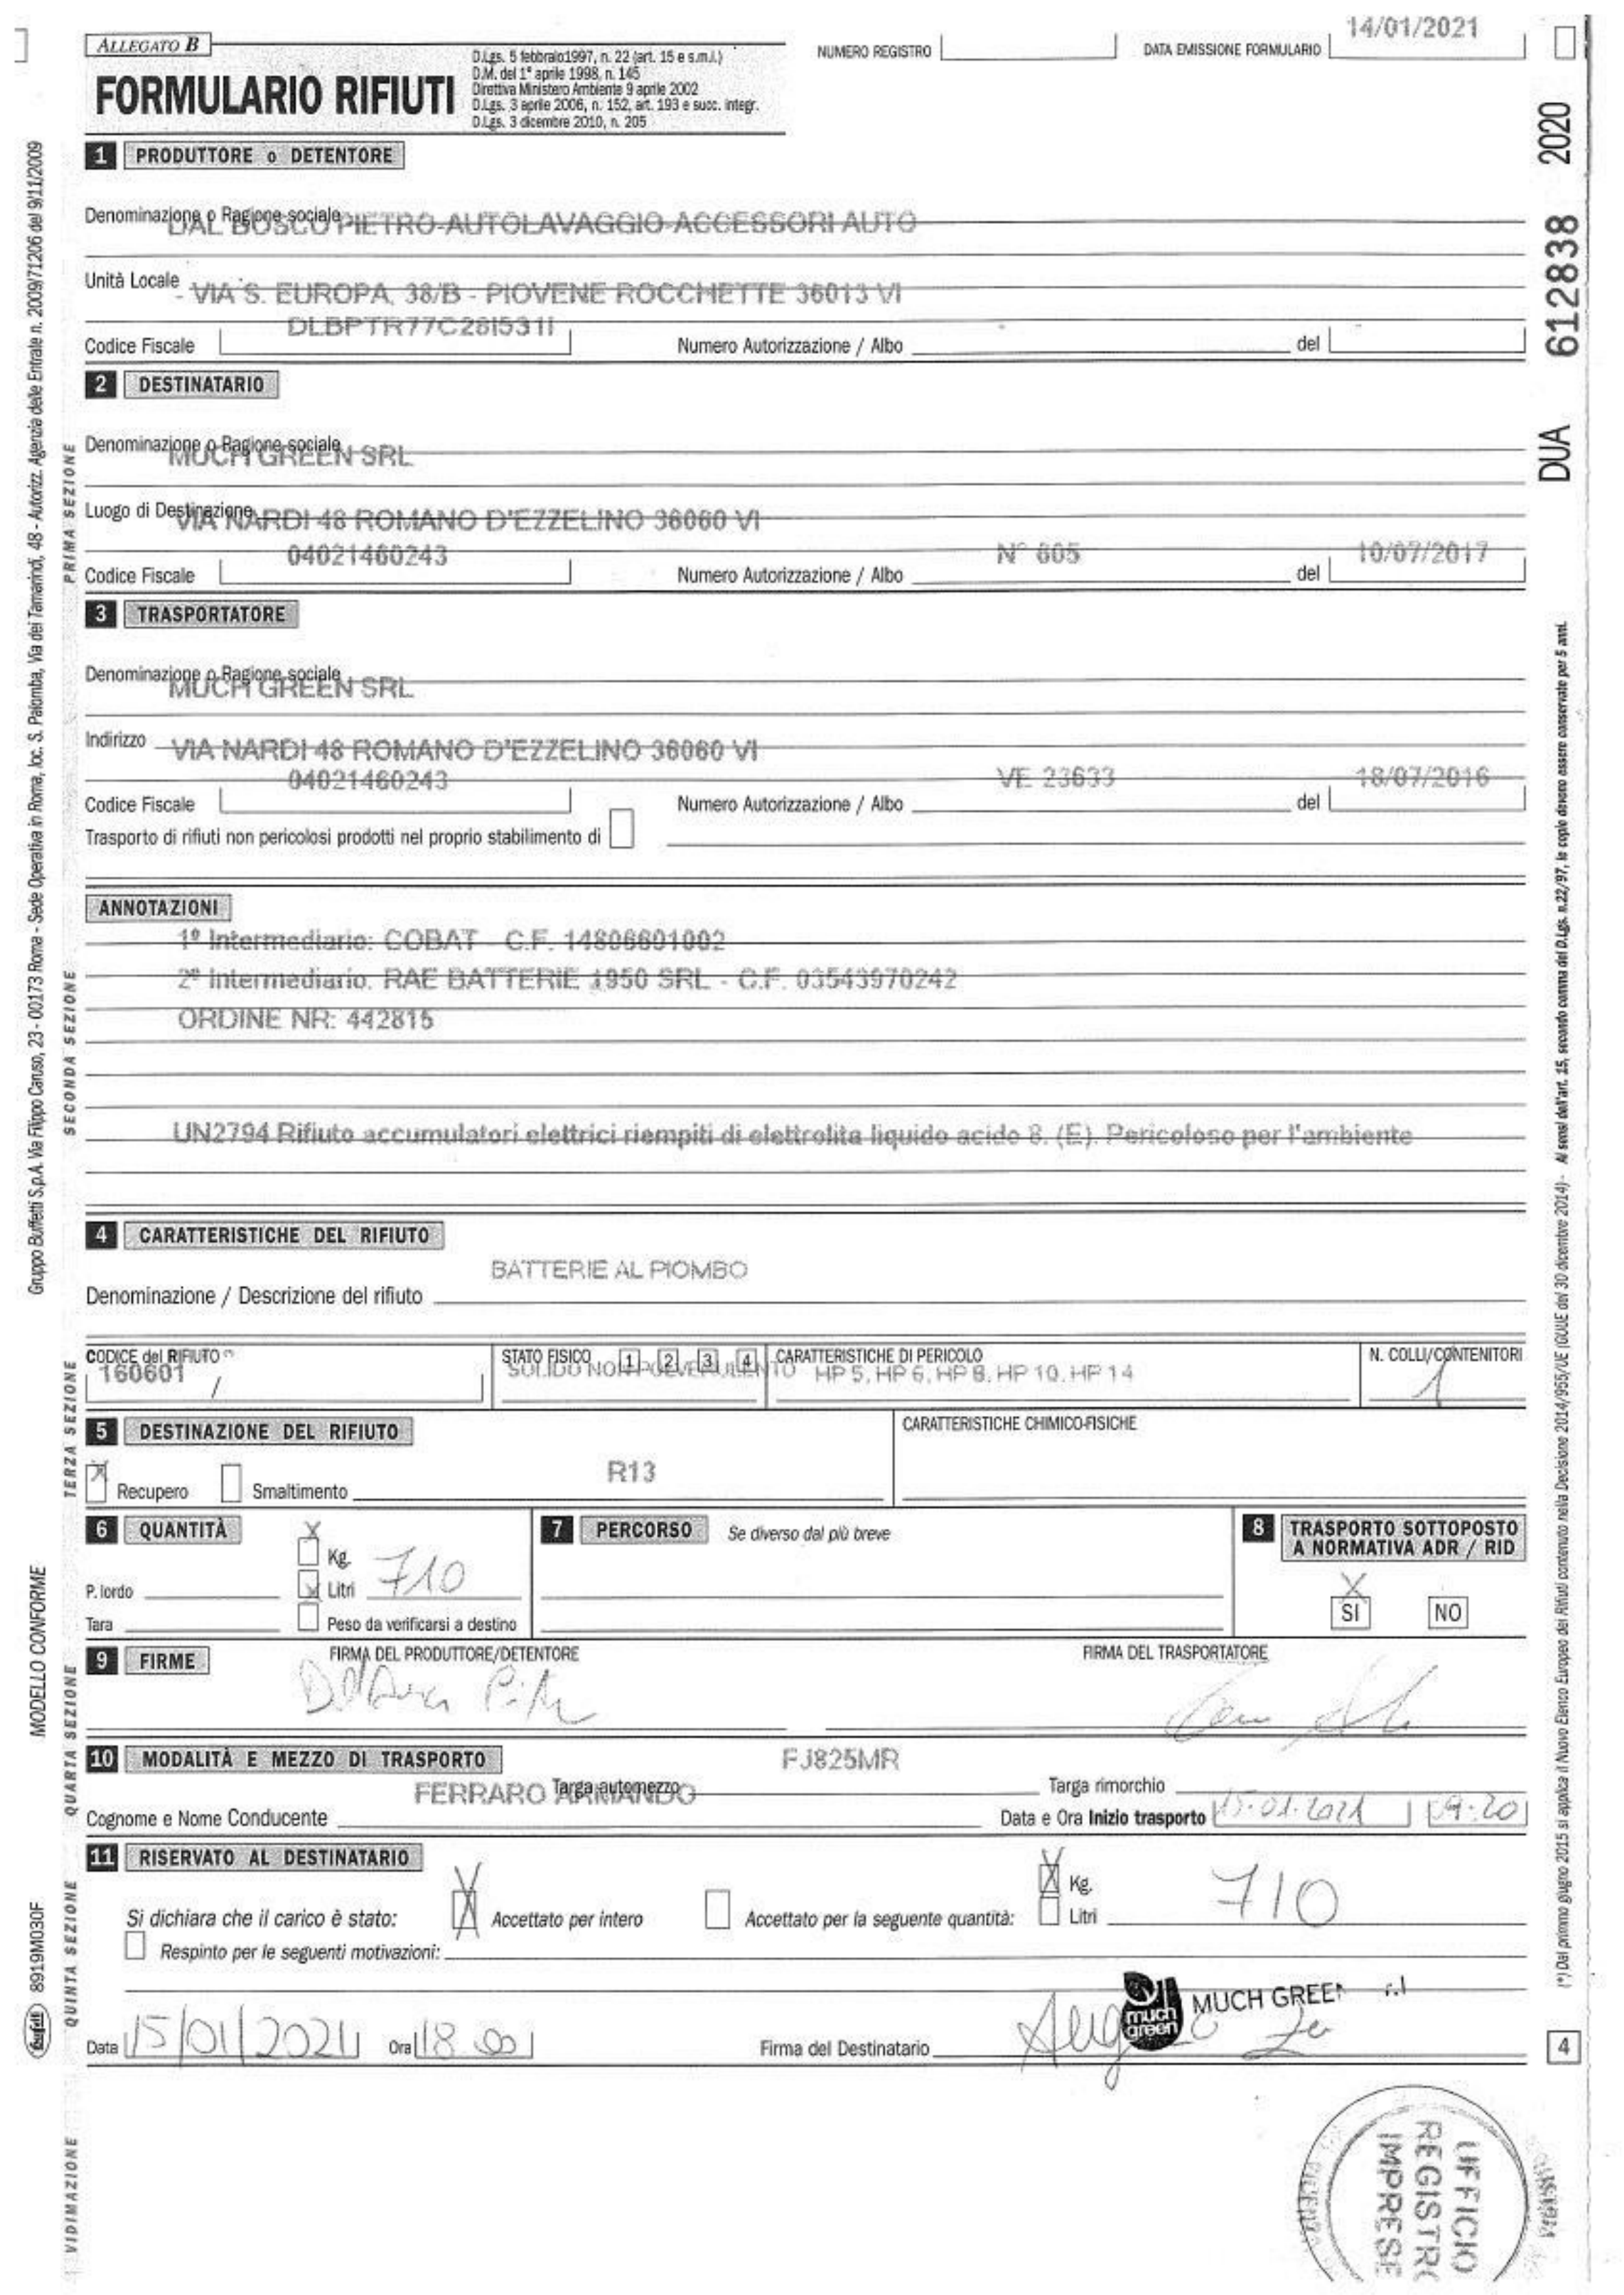 14/01/2021
ALLEGATO B
FORMULARIO RIFIUTI
D.Lgs. 5 febbraio1997, n. 22 (art. 15 e s.m.i.)
D.M. del 1° aprile 1998, n. 145
Direttiva Ministero Ambiente 9 aprile 2002
D.Lgs. 3 aprile 2006, n. 152, art. 193 e succ. integr.
D.Lgs. 3 dicembre 2010, n. 205
NUMERO REGISTRO
DATA EMISSIONE FORMULARIO
DUA 612838 2020
1 PRODUTTORE o DETENTORE
Denominazione o Ragione sociale DAL BOSCO PIETRO AUTOLAVAGGIO ACCESSORI AUTO
Unità Locale - VIA S. EUROPA, 38/B - PIOVENE ROCCHETTE 36013 VI
Codice Fiscale DLBPTR77C28I531I Numero Autorizzazione / Albo del
2 DESTINATARIO
Denominazione o Ragione sociale MUCH GREEN SRL
Luogo di Destinazione VIA NARDI 48 ROMANO D'EZZELINO 36060 VI
Codice Fiscale 04021460243 Numero Autorizzazione / Albo N° 805 del 10/07/2017
3 TRASPORTATORE
Denominazione o Ragione sociale MUCH GREEN SRL
Indirizzo VIA NARDI 48 ROMANO D'EZZELINO 36060 VI
Codice Fiscale 04021460243 Numero Autorizzazione / Albo VE 23633 del 18/07/2016
Trasporto di rifiuti non pericolosi prodotti nel proprio stabilimento di
ANNOTAZIONI
1° Intermediario: COBAT - C.F. 14806601002
2° Intermediario. RAE BATTERIE 1950 SRL - C.F. 03543970242
ORDINE NR: 442815
UN2794 Rifiuto accumulatori elettrici riempiti di elettrolita liquido acido 8. (E). Pericoloso per l'ambiente
4 CARATTERISTICHE DEL RIFIUTO
BATTERIE AL PIOMBO
Denominazione / Descrizione del rifiuto
CODICE del RIFIUTO (*) 160601 /
STATO FISICO 1 2 3 4 SOLIDO NON POLVERULENTO
CARATTERISTICHE DI PERICOLO HP 5, HP 6, HP 8, HP 10, HP 14
N. COLLI/CONTENITORI 1
5 DESTINAZIONE DEL RIFIUTO
CARATTERISTICHE CHIMICO-FISICHE
X Recupero Smaltimento R13
6 QUANTITÀ
X Kg.
X Litri 710
P. lordo
Tara
Peso da verificarsi a destino
7 PERCORSO Se diverso dal più breve
8 TRASPORTO SOTTOPOSTO
A NORMATIVA ADR / RID
X
SI NO
9 FIRME
FIRMA DEL PRODUTTORE/DETENTORE
FIRMA DEL TRASPORTATORE
10 MODALITÀ E MEZZO DI TRASPORTO
Targa automezzo FJ825MR
Targa rimorchio
Cognome e Nome Conducente FERRARO ARMANDO
Data e Ora Inizio trasporto 15.01.2021 09:20
11 RISERVATO AL DESTINATARIO
Si dichiara che il carico è stato: X Accettato per intero Accettato per la seguente quantità: X Kg. 710
Litri
Respinto per le seguenti motivazioni:
much green
MUCH GREEN
Data 15/01/2021 Ora 18 00 Firma del Destinatario
4
UFFICIO
REGISTRO
IMPRESE
PRIMA SEZIONE
SECONDA SEZIONE
TERZA SEZIONE
QUARTA SEZIONE
QUINTA SEZIONE
VIDIMAZIONE
Gruppo Buffetti S.p.A. Via Filippo Caruso, 23 - 00173 Roma - Sede Operativa in Roma, loc. S. Palomba, Via dei Tamarindi, 48 - Autorizz. Agenzia delle Entrate n. 2009/71206 del 9/11/2009
MODELLO CONFORME
buffetti 8919M030F
(*) Dal primo giugno 2015 si applica il Nuovo Elenco Europeo dei Rifiuti contenuto nella Decisione 2014/955/UE (GUUE del 30 dicembre 2014) - Ai sensi dell'art. 15, secondo comma del D.Lgs. n.22/97, le copie devono essere conservate per 5 anni.